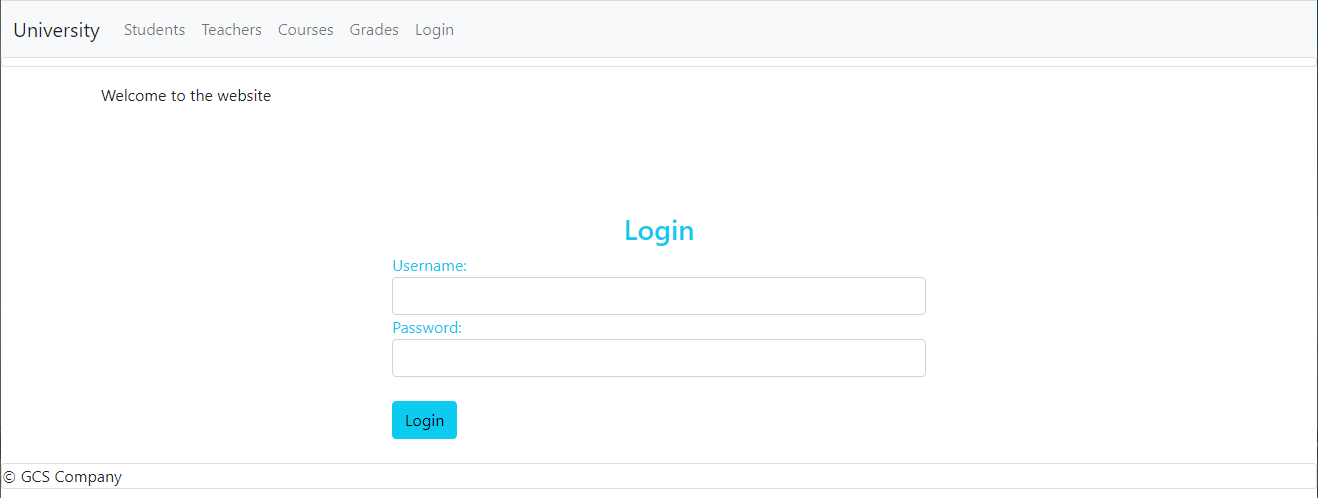 University Students Teachers Courses Grades Login
Welcome to the website
Login
Username:
Password:
Login
© GCS Company